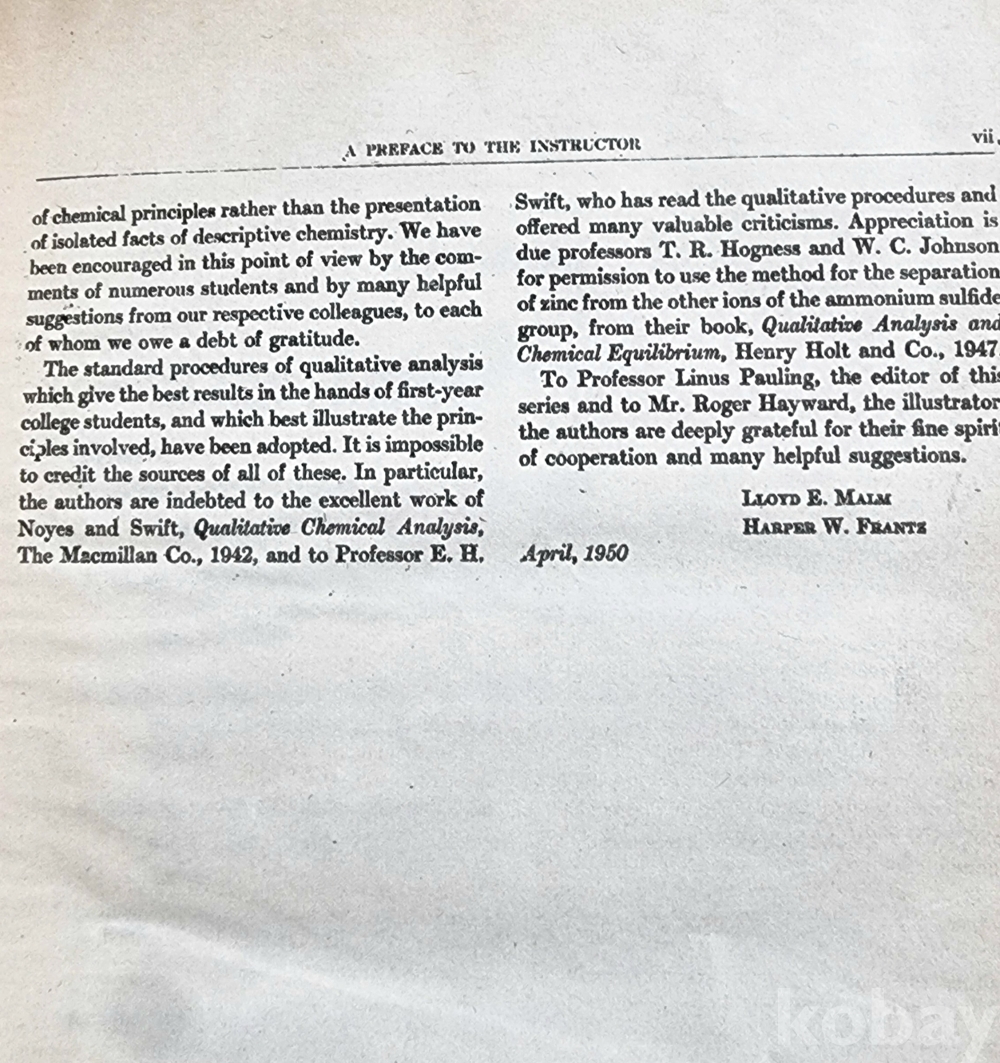 A PREFACE TO THE INSTRUCTOR
vii
of chemical principles rather than the presentation
of isolated facts of descriptive chemistry. We have
been encouraged in this point of view by the com-
ments of numerous students and by many helpful
suggestions from our respective colleagues, to each
of whom we owe a debt of gratitude.
The standard procedures of qualitative analysis
which give the best results in the hands of first-year
college students, and which best illustrate the prin-
ciples involved, have been adopted. It is impossible
to credit the sources of all of these. In particular,
the authors are indebted to the excellent work of
Noyes and Swift, Qualitative Chemical Analysis,
The Macmillan Co., 1942, and to Professor E. H.
Swift, who has read the qualitative procedures and
offered many valuable criticisms. Appreciation is
due professors T. R. Hogness and W. C. Johnson
for permission to use the method for the separation
of zinc from the other ions of the ammonium sulfide
group, from their book, Qualitative Analysis and
Chemical Equilibrium, Henry Holt and Co., 1947
To Professor Linus Pauling, the editor of this
series and to Mr. Roger Hayward, the illustrator
the authors are deeply grateful for their fine spirit
of cooperation and many helpful suggestions.
LLOYD E. MALM
HARPER W. FRANTZ
April, 1950
kobay